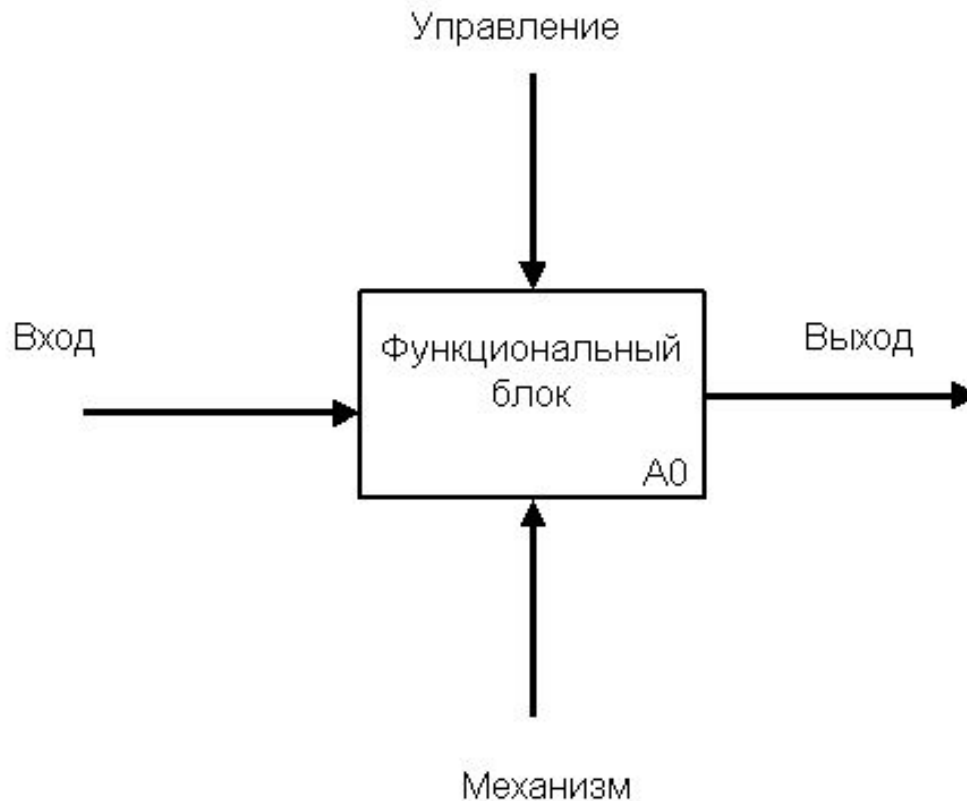 Управление
Вход
Функциональный
блок
Выход
A0
Механизм